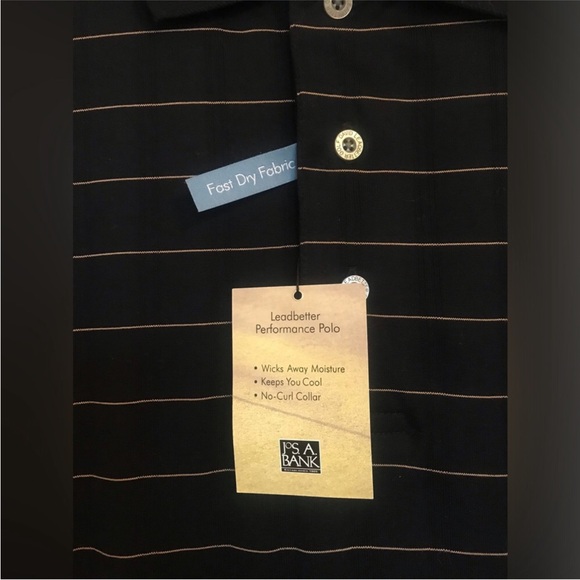 Fast Dry Fabric
Leadbetter
Performance Polo
• Wicks Away Moisture
• Keeps You Cool
• No-Curl Collar
JoS. A.
BANK